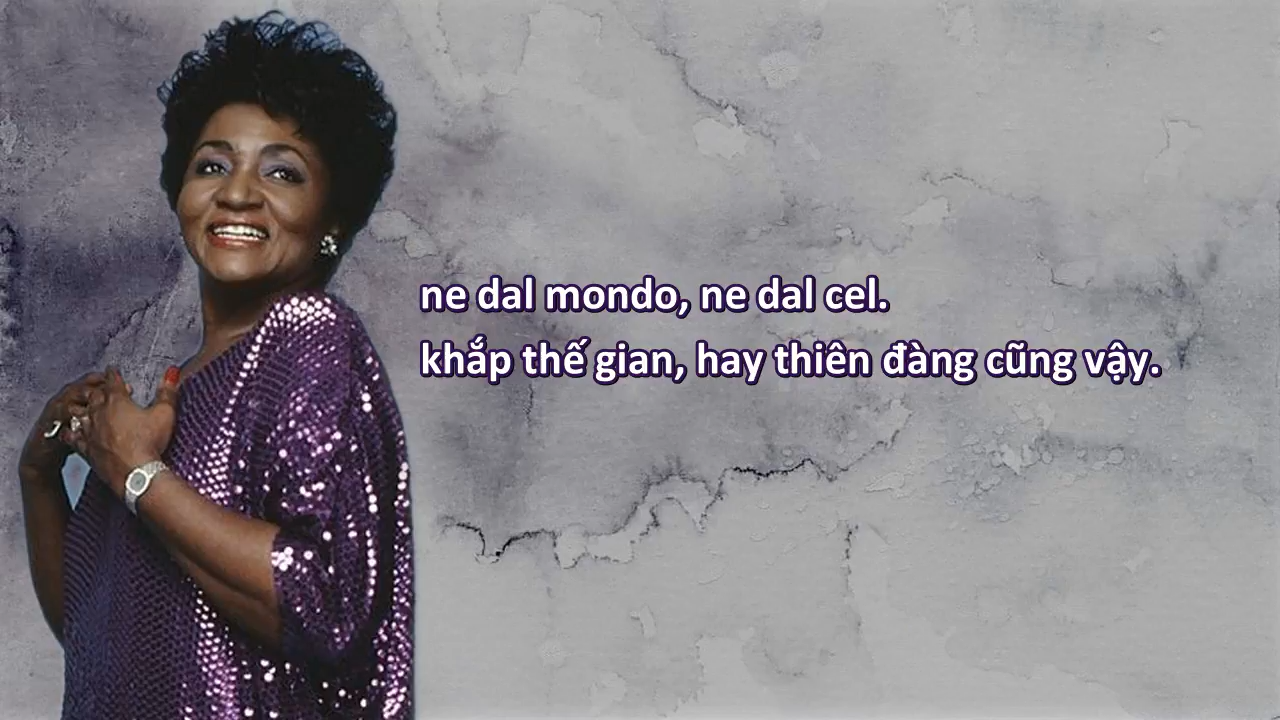 ne dal mondo, ne dal cel.
khắp thế gian, hay thiên đàng cũng vậy.